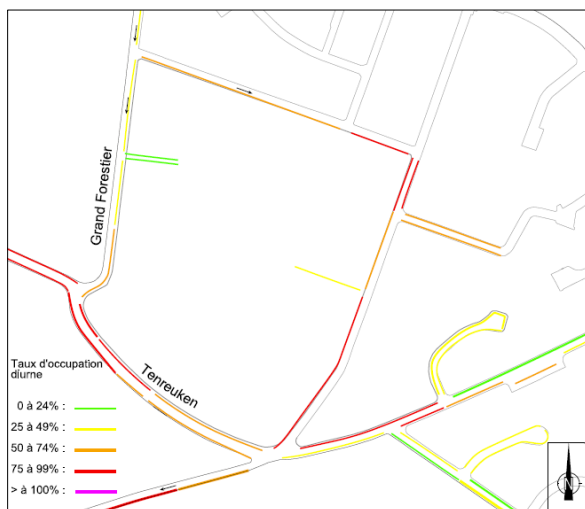 Grand Forestier
Tenreuken
Taux d'occupation
diurne
0 à 24% :
25 à 49% :
50 à 74% :
75 à 99% :
> à 100% :
N